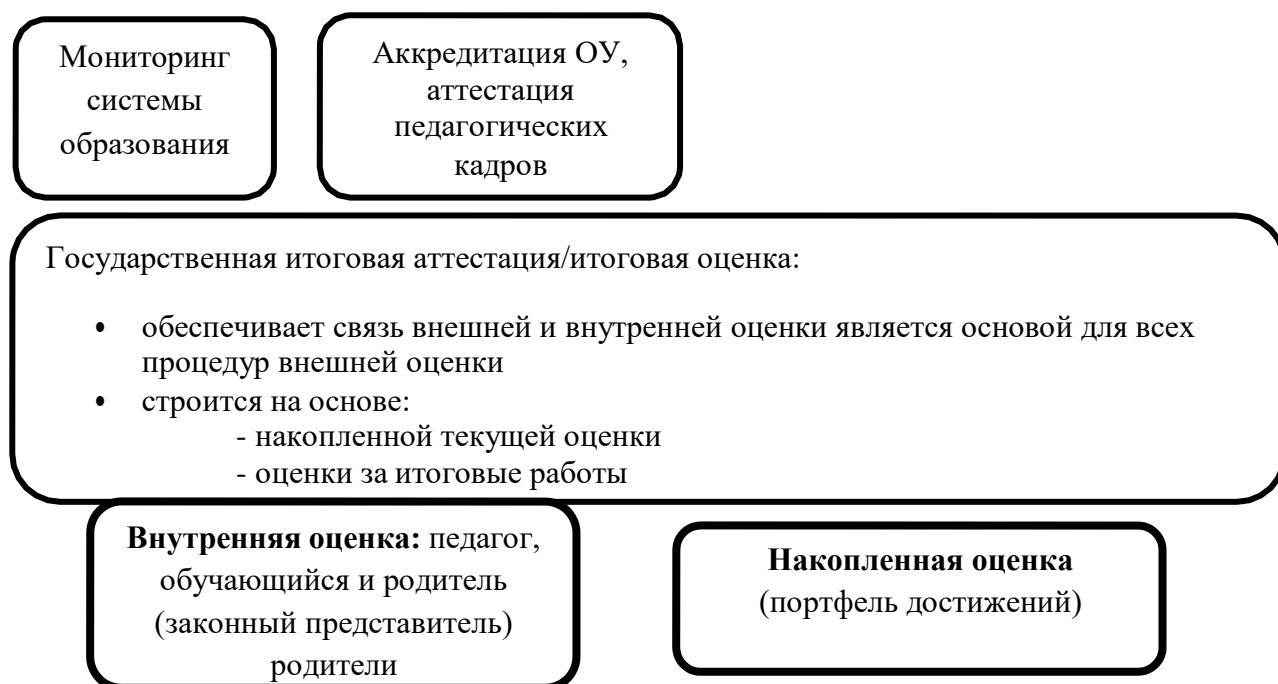 Мониторинг
системы
образования
Аккредитация ОУ,
аттестация
педагогических
кадров
Государственная итоговая аттестация/итоговая оценка:
• обеспечивает связь внешней и внутренней оценки является основой для всех
процедур внешней оценки
• строится на основе:
- накопленной текущей оценки
- оценки за итоговые работы
Внутренняя оценка: педагог,
обучающийся и родитель
(законный представитель)
родители
Накопленная оценка
(портфель достижений)